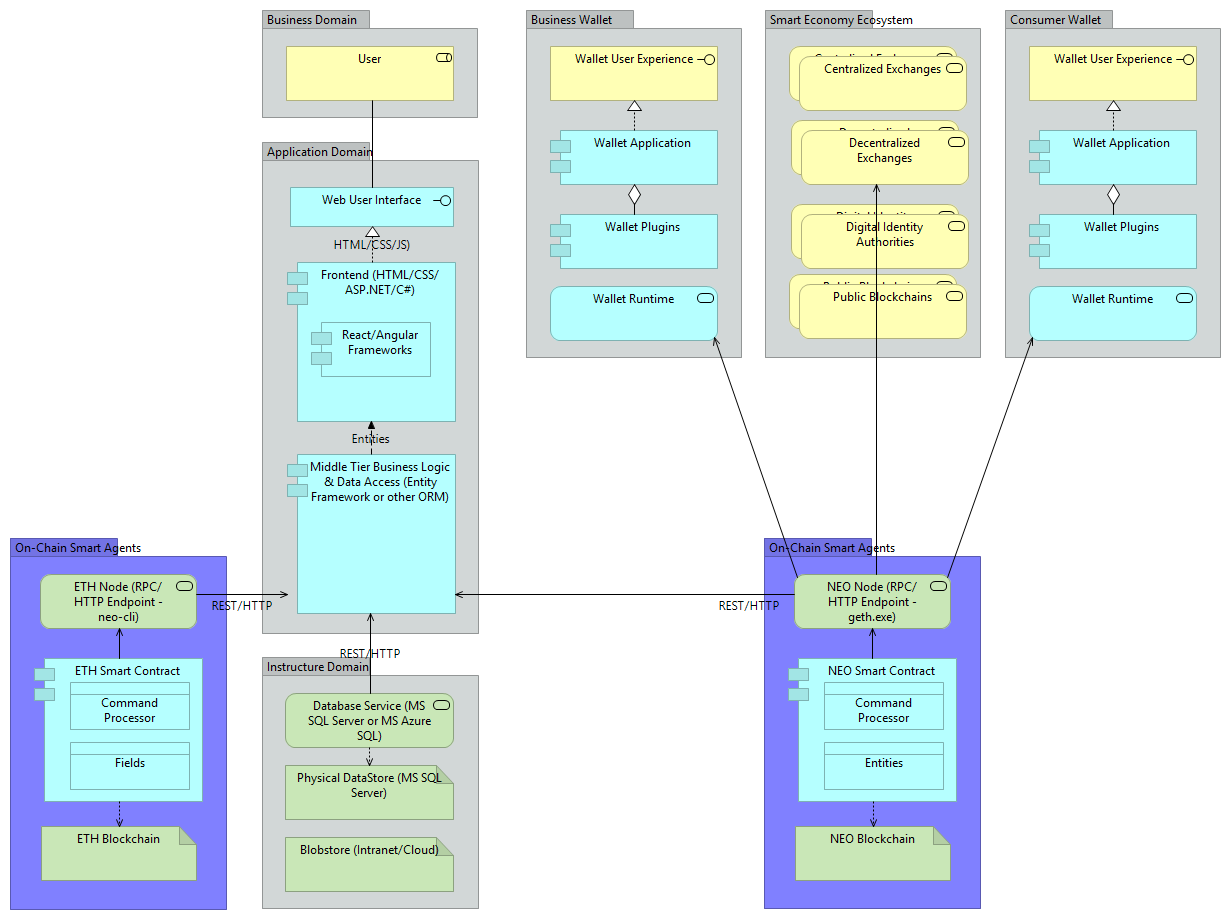 Business Domain
User
Business Wallet
Wallet User Experience
Wallet Application
Wallet Plugins
Wallet Runtime
Smart Economy Ecosystem
Centralized Exchanges
Decentralized
Exchanges
Digital Identity
Authorities
Public Blockchains
Consumer Wallet
Wallet User Experience
Wallet Application
Wallet Plugins
Wallet Runtime
Application Domain
Web User Interface
HTML/CSS/JS)
Frontend (HTML/CSS/
ASP.NET/C#)
React/Angular
Frameworks
Entities
Middle Tier Business Logic
& Data Access (Entity
Framework or other ORM)
On-Chain Smart Agents
ETH Node (RPC/
HTTP Endpoint -
neo-cli)
REST/HTTP
ETH Smart Contract
Command
Processor
Fields
ETH Blockchain
REST/HTTP
Instructure Domain
Database Service (MS
SQL Server or MS Azure
SQL)
Physical DataStore (MS SQL
Server)
Blobstore (Intranet/Cloud)
REST/HTTP
On-Chain Smart Agents
NEO Node (RPC/
HTTP Endpoint -
geth.exe)
NEO Smart Contract
Command
Processor
Entities
NEO Blockchain